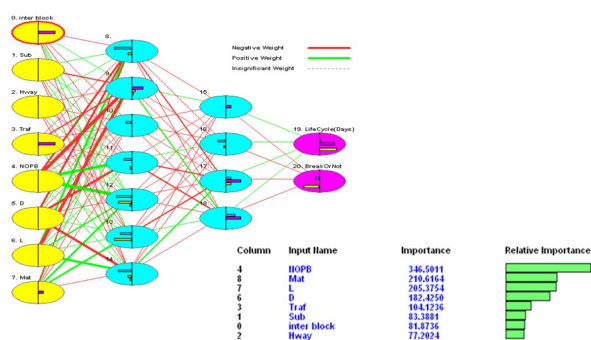 0. inter block
1. Sub
2. Hway
3. Traf
4. NOPB
5. D
6. L
7. Mat
8.
9.
10.
11.
12.
13.
14.
15.
16.
17.
18.
19. LifeCycle(Days)
20. BreakOrNot
Negative Weight
Positive Weight
Insignificant Weight
Column Input Name Importance Relative Importance
4 NOPB 346.5011
8 Mat 210.6164
7 L 205.3754
6 D 182.4250
3 Traf 104.1236
1 Sub 83.3881
0 inter block 81.8736
2 Hway 77.2024